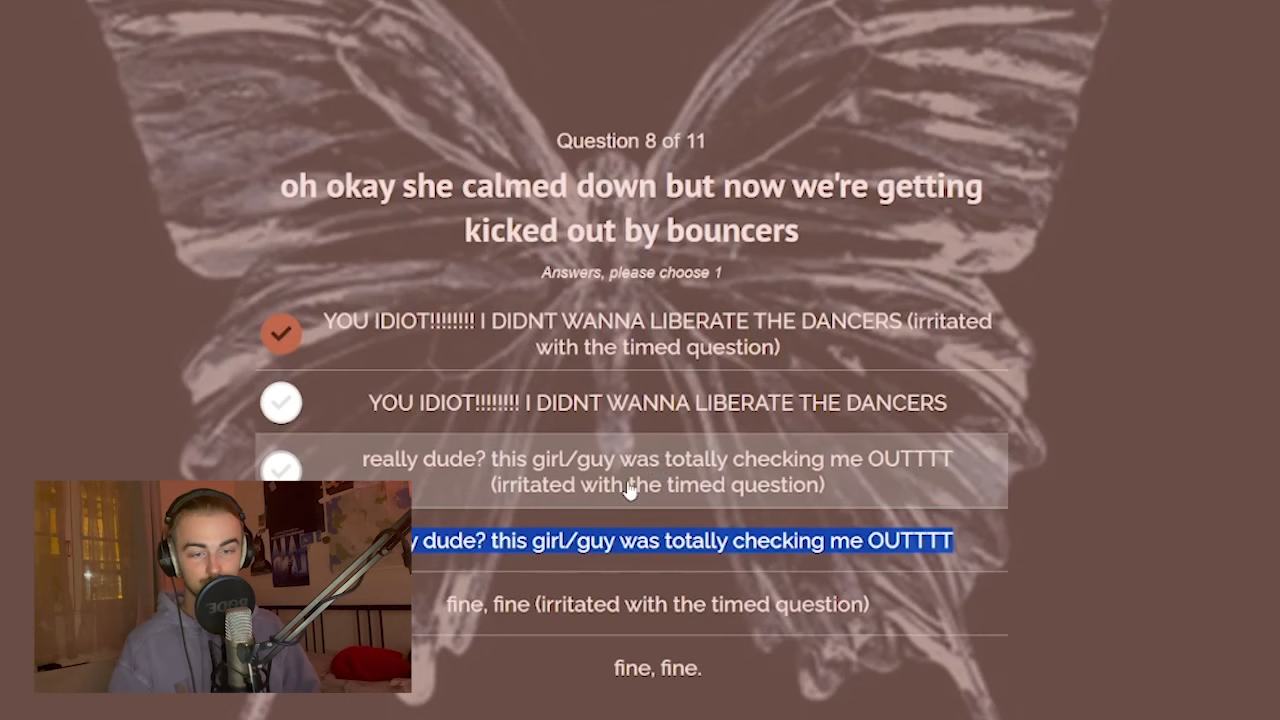 Question 8 of 11
oh okay she calmed down but now we're getting
kicked out by bouncers
Answers, please choose 1
YOU IDIOT!!!!!!!! I DIDNT WANNA LIBERATE THE DANCERS (irritated
with the timed question)
YOU IDIOT!!!!!!!! I DIDNT WANNA LIBERATE THE DANCERS
really dude? this girl/guy was totally checking me OUTTTT
(irritated with the timed question)
dude? this girl/guy was totally checking me OUTTTT
fine, fine (irritated with the timed question)
fine, fine.
RODE